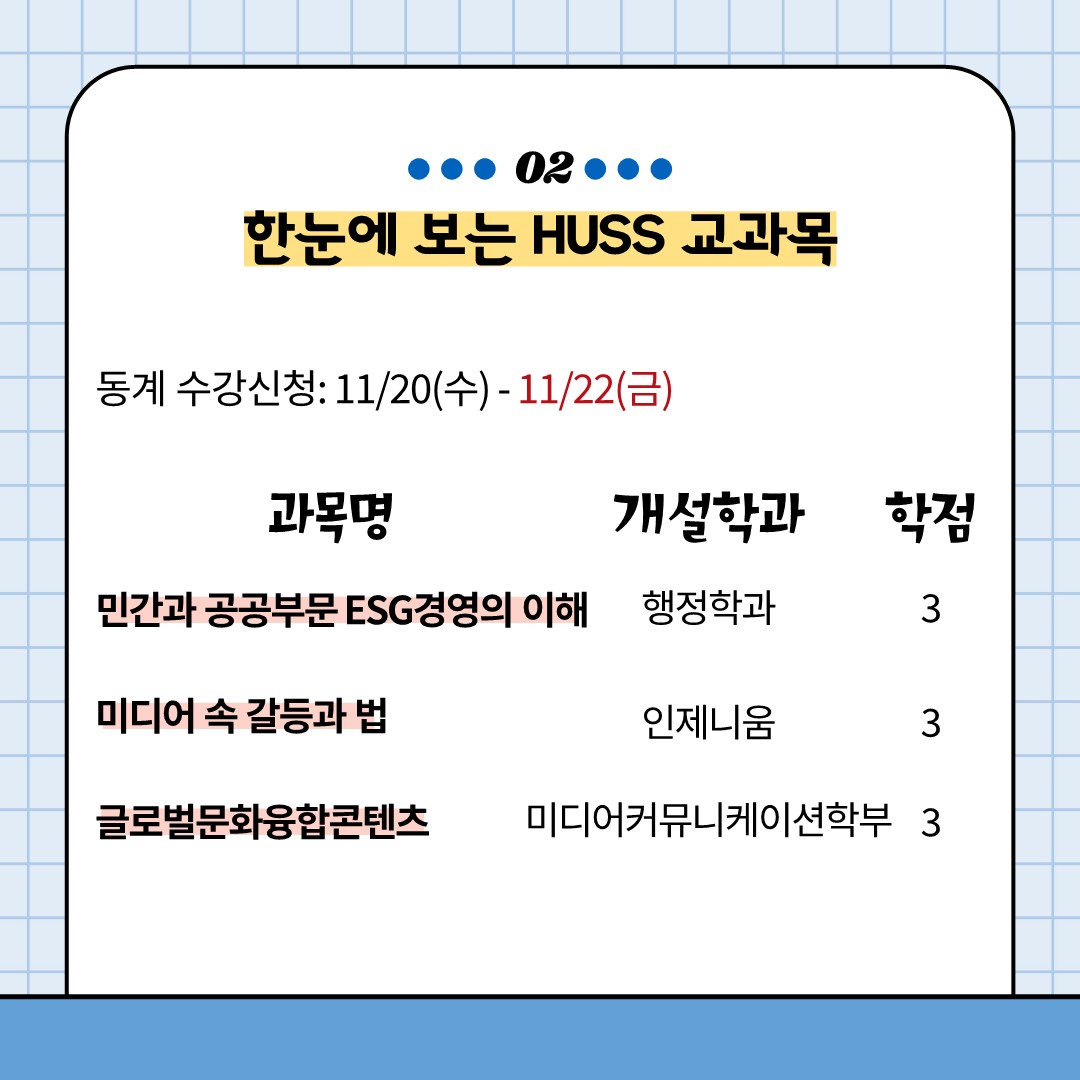 02
한눈에 보는 HUSS 교과목
동계 수강신청: 11/20(수) - 11/22(금)
과목명 개설학과 학점
민간과 공공부문 ESG경영의 이해 행정학과 3
미디어 속 갈등과 법 인제니움 3
글로벌문화융합콘텐츠 미디어커뮤니케이션학부 3